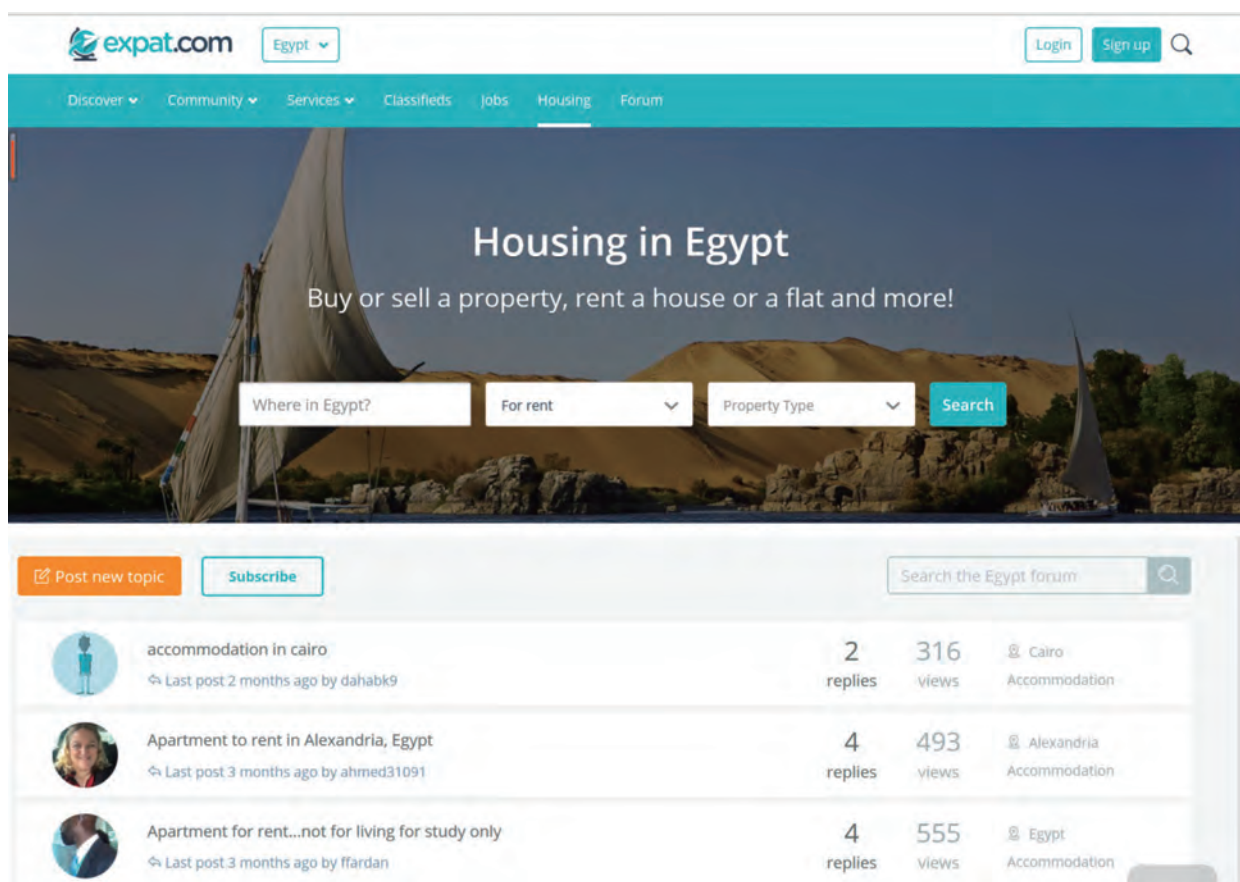 expat.com Egypt Login Sign up
Discover Community Services Classifieds Jobs Housing Forum
Housing in Egypt
Buy or sell a property, rent a house or a flat and more!
Where in Egypt? For rent Property Type Search
Post new topic Subscribe Search the Egypt forum
accommodation in cairo 2 316 Cairo
Last post 2 months ago by dahabk9 replies views Accommodation
Apartment to rent in Alexandria, Egypt 4 493 Alexandria
Last post 3 months ago by ahmed31091 replies views Accommodation
Apartment for rent...not for living for study only 4 555 Egypt
Last post 3 months ago by ffardan replies views Accommodation